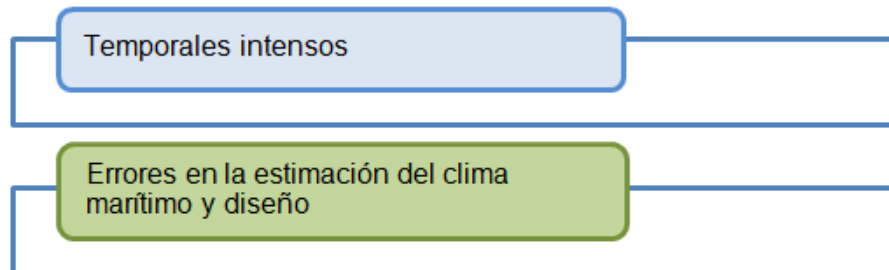 Temporales intensos
Errores en la estimación del clima
marítimo y diseño